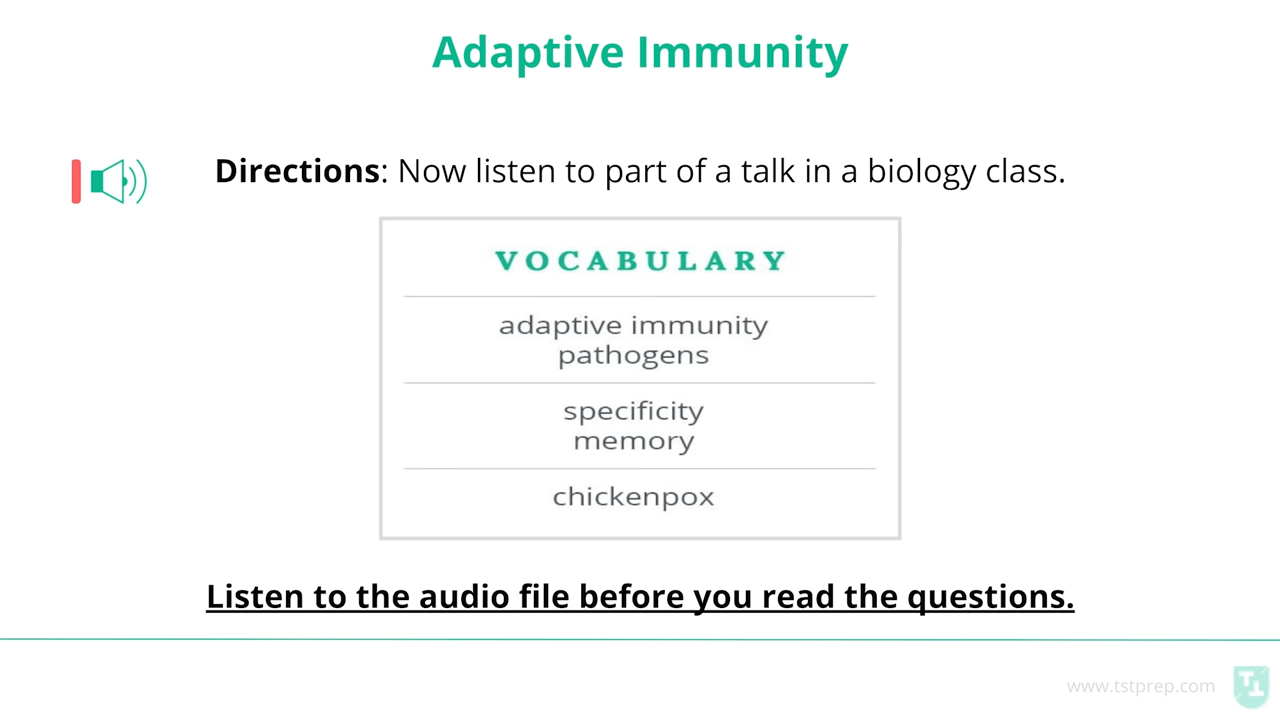 Adaptive Immunity
Directions: Now listen to part of a talk in a biology class.
VOCABULARY
adaptive immunity
pathogens
specificity
memory
chickenpox
Listen to the audio file before you read the questions.
www.tstprep.com